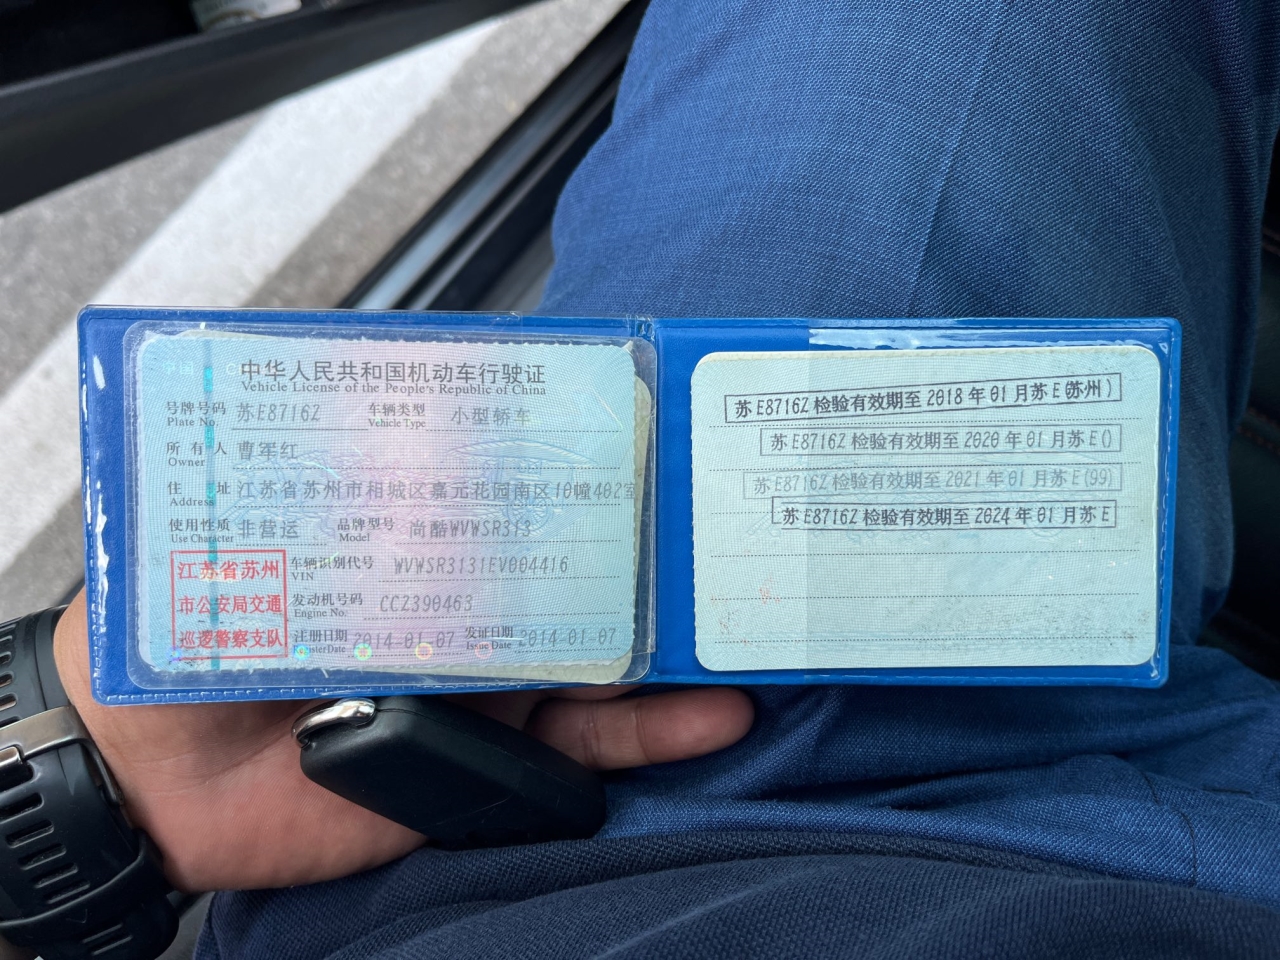 中华人民共和国机动车行驶证
Vehicle License of the People's Republic of China
号牌号码 苏E8716Z 车辆类型 小型轿车
Plate No. Vehicle Type
所有人 曹军红
Owner
住址 江苏省苏州市相城区嘉元花园南区10幢402室
Address
使用性质 非营运 品牌型号 尚酷WVWSR313
Use Character Model
江苏省苏州
市公安局交通
巡逻警察支队
车辆识别代号 WVWSR3131EV004416
VIN
发动机号码 CCZ390463
Engine No.
注册日期 2014-01-07 发证日期 2014-01-07
Register Date Issue Date
苏E8716Z 检验有效期至 2018 年 01 月苏E(苏州)
苏E8716Z 检验有效期至 2020 年 01 月苏E()
苏E8716Z 检验有效期至 2021 年 01 月苏E(99)
苏E8716Z 检验有效期至 2024 年 01 月苏E